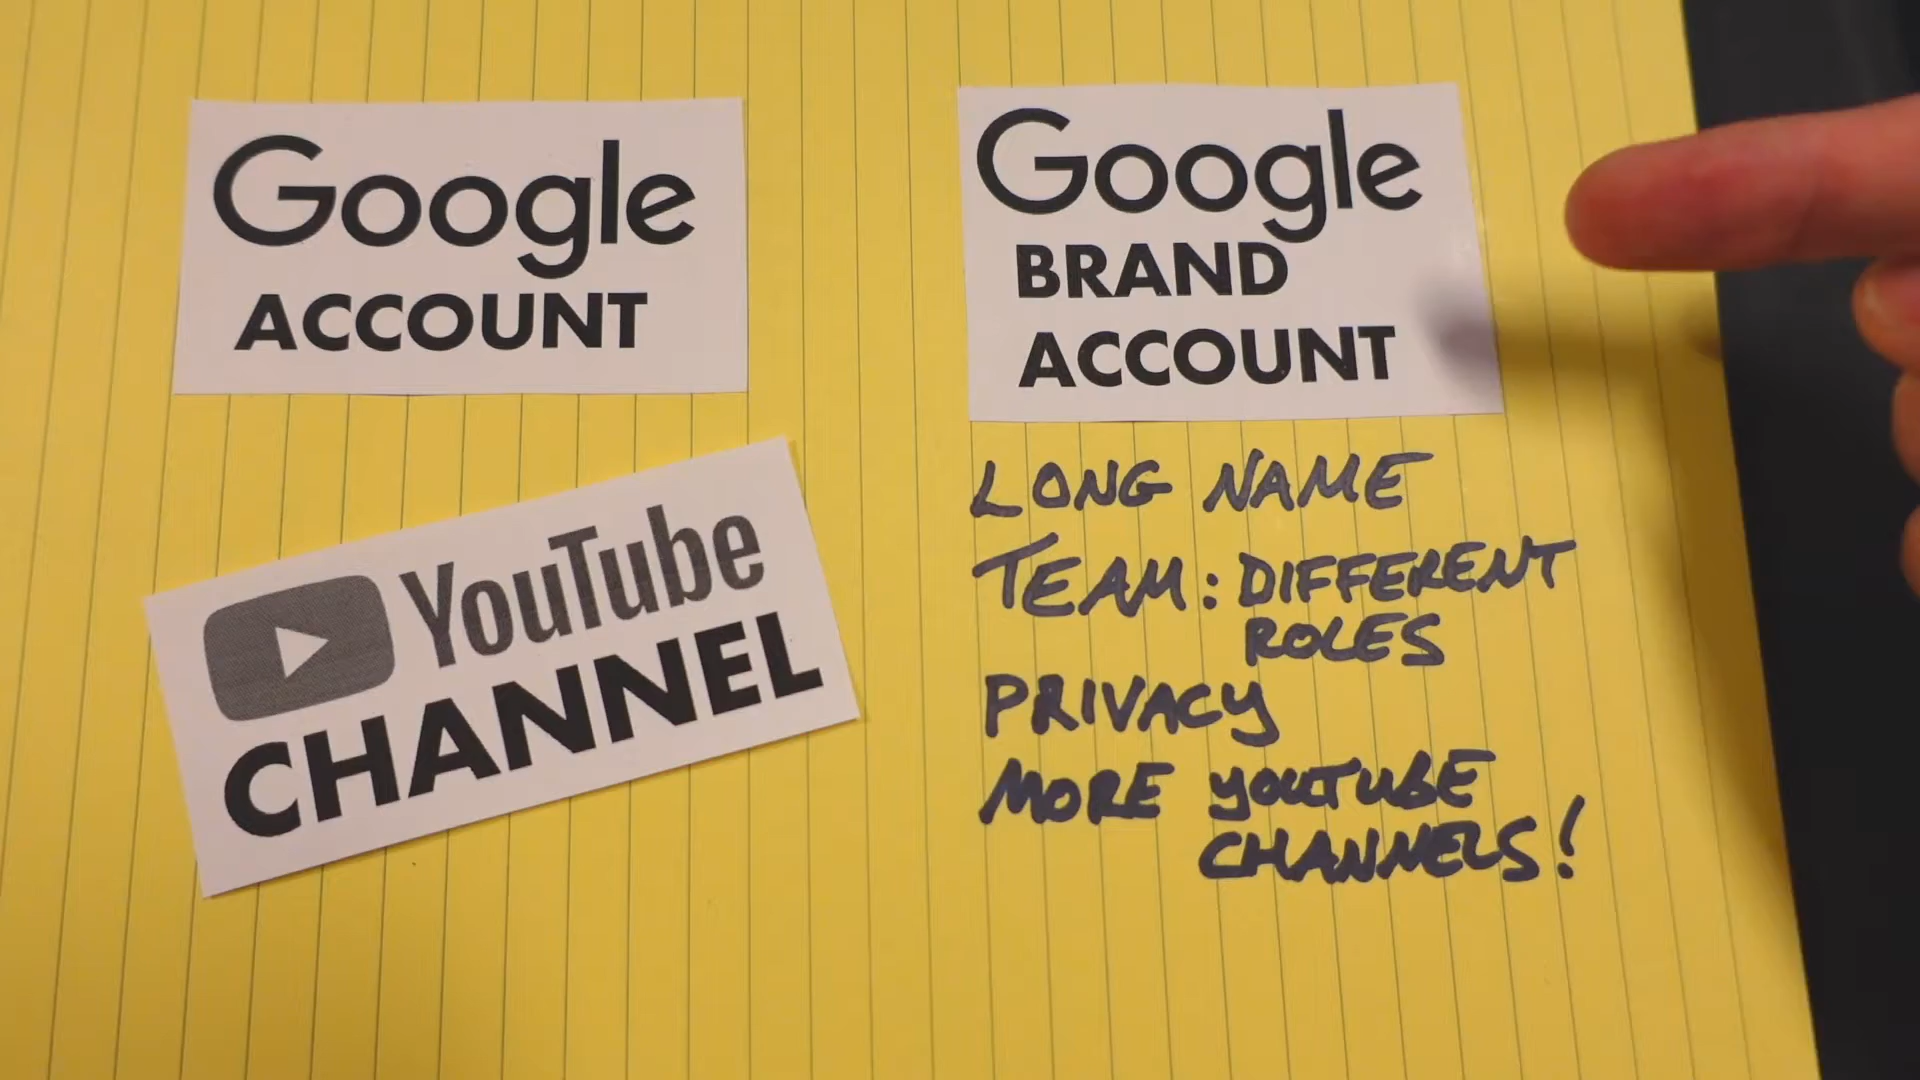 Google
ACCOUNT
YouTube
CHANNEL
Google
BRAND
ACCOUNT
LONG NAME
TEAM: DIFFERENT
ROLES
PRIVACY
MORE YOUTUBE
CHANNELS!